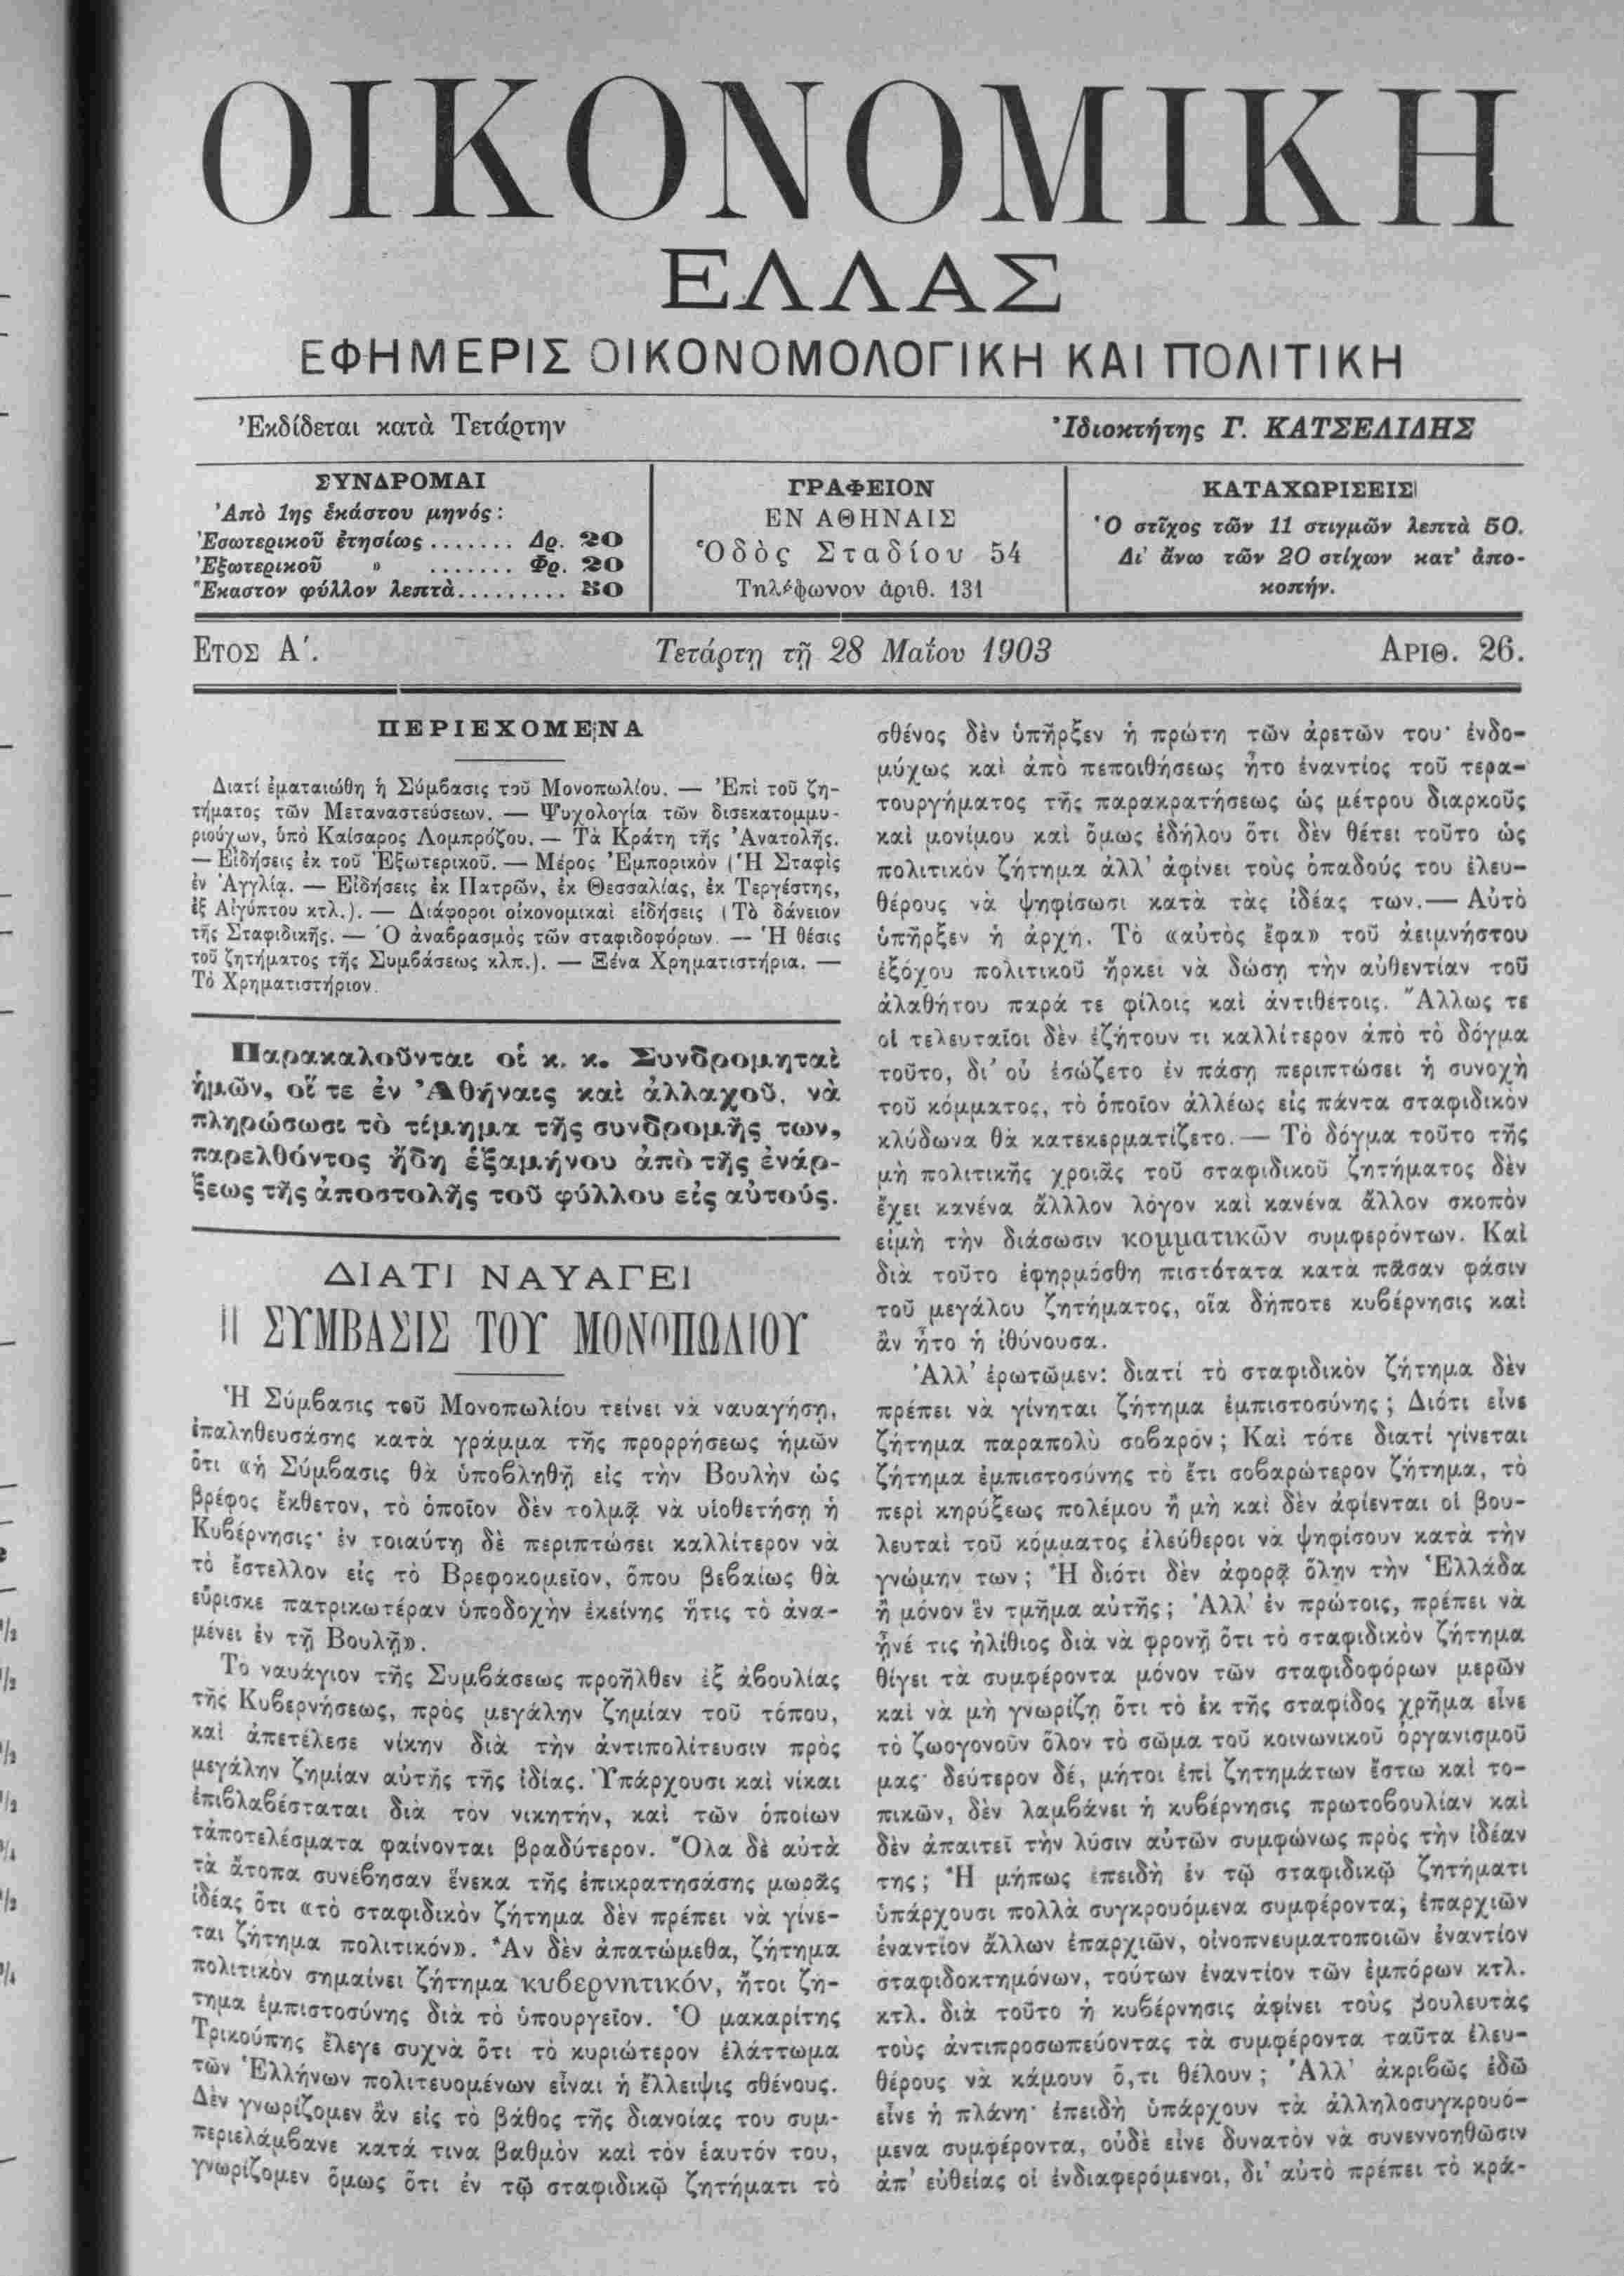 ΟΙΚΟΝΟΜΙΚΗ
ΕΛΛΑΣ
ΕΦΗΜΕΡΙΣ ΟΙΚΟΝΟΜΟΛΟΓΙΚΗ ΚΑΙ ΠΟΛΙΤΙΚΗ
Ἐκδίδεται κατὰ Τετάρτην
Ἰδιοκτήτης Γ. ΚΑΤΣΕΛΙΔΗΣ
ΣΥΝΔΡΟΜΑΙ
Ἀπὸ 1ης ἑκάστου μηνός:
Ἐσωτερικοῦ ἐτησίως ....... Δρ. 20
Ἐξωτερικοῦ » ....... Φρ. 20
Ἕκαστον φύλλον λεπτὰ......... 50
ΓΡΑΦΕΙΟΝ
ΕΝ ΑΘΗΝΑΙΣ
Ὁδὸς Σταδίου 54
Τηλέφωνον ἀριθ. 131
ΚΑΤΑΧΩΡΙΣΕΙΣ
Ὁ στῖχος τῶν 11 στιγμῶν λεπτὰ 50.
Δι' ἄνω τῶν 20 στίχων κατ' ἀπο-
κοπήν.
ΕΤΟΣ Α΄.
Τετάρτῃ τῇ 28 Μαΐου 1903
ΑΡΙΘ. 26.
ΠΕΡΙΕΧΟΜΕΝΑ
Διατί ἐματαιώθη ἡ Σύμβασις τοῦ Μονοπωλίου. — Ἐπὶ τοῦ ζη-
τήματος τῶν Μεταναστεύσεων. — Ψυχολογία τῶν δισεκατομμυ-
ριούχων, ὑπὸ Καίσαρος Λομπρόζου. — Τὰ Κράτη τῆς Ἀνατολῆς.
— Εἰδήσεις ἐκ τοῦ Ἐξωτερικοῦ. — Μέρος Ἐμπορικὸν (Ἡ Σταφὶς
ἐν Ἀγγλίᾳ. — Εἰδήσεις ἐκ Πατρῶν, ἐκ Θεσσαλίας, ἐκ Τεργέστης,
ἐξ Αἰγύπτου κτλ.). — Διάφοροι οἰκονομικαὶ εἰδήσεις (Τὸ δάνειον
τῆς Σταφιδικῆς. — Ὁ ἀναβρασμὸς τῶν σταφιδοφόρων. — Ἡ θέσις
τοῦ ζητήματος τῆς Συμβάσεως κλπ.). — Ξένα Χρηματιστήρια. —
Τὸ Χρηματιστήριον.
Παρακαλοῦνται οἱ κ. κ. Συνδρομηταὶ
ἡμῶν, οἵ τε ἐν Ἀθήναις καὶ ἀλλαχοῦ, νὰ
πληρώσωσι τὸ τίμημα τῆς συνδρομῆς των,
παρελθόντος ἤδη ἑξαμήνου ἀπὸ τῆς ἐνάρ-
ξεως τῆς ἀποστολῆς τοῦ φύλλου εἰς αὐτούς.
ΔΙΑΤΙ ΝΑΥΑΓΕΙ
Η ΣΥΜΒΑΣΙΣ ΤΟΥ ΜΟΝΟΠΩΛΙΟΥ
Ἡ Σύμβασις τοῦ Μονοπωλίου τείνει νὰ ναυαγήσῃ,
ἐπαληθευσάσης κατὰ γράμμα τῆς προρρήσεως ἡμῶν
ὅτι «ἡ Σύμβασις θὰ ὑποβληθῇ εἰς τὴν Βουλὴν ὡς
βρέφος ἔκθετον, τὸ ὁποῖον δὲν τολμᾷ νὰ υἱοθετήσῃ ἡ
Κυβέρνησις· ἐν τοιαύτῃ δὲ περιπτώσει καλλίτερον νὰ
τὸ ἔστελλον εἰς τὸ Βρεφοκομεῖον, ὅπου βεβαίως θὰ
εὕρισκε πατρικωτέραν ὑποδοχὴν ἐκείνης ἥτις τὸ ἀνα-
μένει ἐν τῇ Βουλῇ».
Τὸ ναυάγιον τῆς Συμβάσεως προῆλθεν ἐξ ἀβουλίας
τῆς Κυβερνήσεως, πρὸς μεγάλην ζημίαν τοῦ τόπου,
καὶ ἀπετέλεσε νίκην διὰ τὴν ἀντιπολίτευσιν πρὸς
μεγάλην ζημίαν αὐτῆς τῆς ἰδίας. Ὑπάρχουσι καὶ νίκαι
ἐπιβλαβέσταται διὰ τὸν νικητήν, καὶ τῶν ὁποίων
τἀποτελέσματα φαίνονται βραδύτερον. Ὅλα δὲ αὐτὰ
τὰ ἄτοπα συνέβησαν ἕνεκα τῆς ἐπικρατησάσης μωρᾶς
ἰδέας ὅτι «τὸ σταφιδικὸν ζήτημα δὲν πρέπει νὰ γίνε-
ται ζήτημα πολιτικόν». Ἂν δὲν ἀπατώμεθα, ζήτημα
πολιτικὸν σημαίνει ζήτημα κυβερνητικόν, ἤτοι ζή-
τημα ἐμπιστοσύνης διὰ τὸ ὑπουργεῖον. Ὁ μακαρίτης
Τρικούπης ἔλεγε συχνὰ ὅτι τὸ κυριώτερον ἐλάττωμα
τῶν Ἑλλήνων πολιτευομένων εἶναι ἡ ἔλλειψις σθένους.
Δὲν γνωρίζομεν ἂν εἰς τὸ βάθος τῆς διανοίας του συμ-
περιελάμβανε κατά τινα βαθμὸν καὶ τὸν ἑαυτόν του,
γνωρίζομεν ὅμως ὅτι ἐν τῷ σταφιδικῷ ζητήματι τὸ
σθένος δὲν ὑπῆρξεν ἡ πρώτη τῶν ἀρετῶν του· ἐνδο-
μύχως καὶ ἀπὸ πεποιθήσεως ἦτο ἐναντίος τοῦ τερα-
τουργήματος τῆς παρακρατήσεως ὡς μέτρου διαρκοῦς
καὶ μονίμου καὶ ὅμως ἐδήλου ὅτι δὲν θέτει τοῦτο ὡς
πολιτικὸν ζήτημα ἀλλ' ἀφίνει τοὺς ὀπαδούς του ἐλευ-
θέρους νὰ ψηφίσωσι κατὰ τὰς ἰδέας των.— Αὐτὸ
ὑπῆρξεν ἡ ἀρχή. Τὸ «αὐτὸς ἔφα» τοῦ ἀειμνήστου
ἐξόχου πολιτικοῦ ἤρκει νὰ δώσῃ τὴν αὐθεντίαν τοῦ
ἀλαθήτου παρά τε φίλοις καὶ ἀντιθέτοις. Ἄλλως τε
οἱ τελευταῖοι δὲν ἐζήτουν τι καλλίτερον ἀπὸ τὸ δόγμα
τοῦτο, δι' οὗ ἐσώζετο ἐν πάσῃ περιπτώσει ἡ συνοχὴ
τοῦ κόμματος, τὸ ὁποῖον ἀλλέως εἰς πάντα σταφιδικὸν
κλύδωνα θὰ κατεκερματίζετο.— Τὸ δόγμα τοῦτο τῆς
μὴ πολιτικῆς χροιᾶς τοῦ σταφιδικοῦ ζητήματος δὲν
ἔχει κανένα ἄλλλον λόγον καὶ κανένα ἄλλον σκοπὸν
εἰμὴ τὴν διάσωσιν κομματικῶν συμφερόντων. Καὶ
διὰ τοῦτο ἐφηρμόσθη πιστότατα κατὰ πᾶσαν φάσιν
τοῦ μεγάλου ζητήματος, οἵα δήποτε κυβέρνησις καὶ
ἂν ἦτο ἡ ἰθύνουσα.
Ἀλλ' ἐρωτῶμεν: διατί τὸ σταφιδικὸν ζήτημα δὲν
πρέπει νὰ γίνηται ζήτημα ἐμπιστοσύνης; Διότι εἶνε
ζήτημα παραπολὺ σοβαρόν; Καὶ τότε διατί γίνεται
ζήτημα ἐμπιστοσύνης τὸ ἔτι σοβαρώτερον ζήτημα, τὸ
περὶ κηρύξεως πολέμου ἢ μὴ καὶ δὲν ἀφίενται οἱ βου-
λευταὶ τοῦ κόμματος ἐλεύθεροι νὰ ψηφίσουν κατὰ τὴν
γνώμην των; Ἢ διότι δὲν ἀφορᾷ ὅλην τὴν Ἑλλάδα
ἢ μόνον ἓν τμῆμα αὐτῆς; Ἀλλ' ἐν πρώτοις, πρέπει νὰ
ᾖνέ τις ἠλίθιος διὰ νὰ φρονῇ ὅτι τὸ σταφιδικὸν ζήτημα
θίγει τὰ συμφέροντα μόνον τῶν σταφιδοφόρων μερῶν
καὶ νὰ μὴ γνωρίζῃ ὅτι τὸ ἐκ τῆς σταφίδος χρῆμα εἶνε
τὸ ζωογονοῦν ὅλον τὸ σῶμα τοῦ κοινωνικοῦ ὀργανισμοῦ
μας· δεύτερον δέ, μήτοι ἐπὶ ζητημάτων ἔστω καὶ το-
πικῶν, δὲν λαμβάνει ἡ κυβέρνησις πρωτοβουλίαν καὶ
δὲν ἀπαιτεῖ τὴν λύσιν αὐτῶν συμφώνως πρὸς τὴν ἰδέαν
της; Ἢ μήπως ἐπειδὴ ἐν τῷ σταφιδικῷ ζητήματι
ὑπάρχουσι πολλὰ συγκρουόμενα συμφέροντα, ἐπαρχιῶν
ἐναντίον ἄλλων ἐπαρχιῶν, οἰνοπνευματοποιῶν ἐναντίον
σταφιδοκτημόνων, τούτων ἐναντίον τῶν ἐμπόρων κτλ.
κτλ. διὰ τοῦτο ἡ κυβέρνησις ἀφίνει τοὺς βουλευτὰς
τοὺς ἀντιπροσωπεύοντας τὰ συμφέροντα ταῦτα ἐλευ-
θέρους νὰ κάμουν ὅ,τι θέλουν; Ἀλλ' ἀκριβῶς ἐδῶ
εἶνε ἡ πλάνη· ἐπειδὴ ὑπάρχουν τὰ ἀλληλοσυγκρουό-
μενα συμφέροντα, οὐδὲ εἶνε δυνατὸν νὰ συνεννοηθῶσιν
ἀπ' εὐθείας οἱ ἐνδιαφερόμενοι, δι' αὐτὸ πρέπει τὸ κρά-